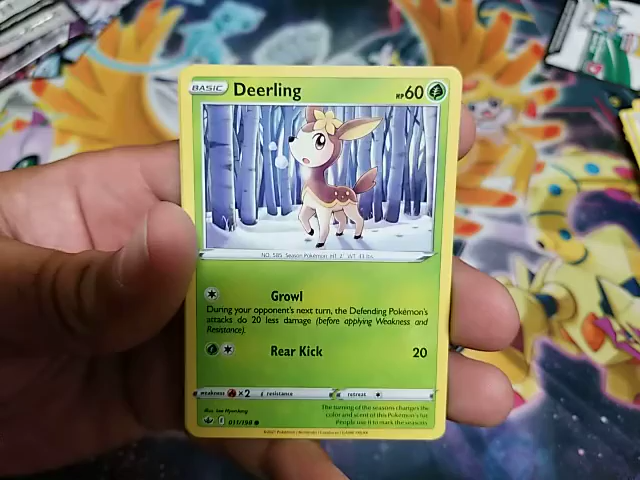 BASIC Deerling HP60
NO. 585 Season Pokémon HT 2' WT 43 lbs.
Growl
During your opponent's next turn, the Defending Pokémon's
attacks do 20 less damage (before applying Weakness and
Resistance).
Rear Kick 20
weakness ×2 resistance retreat
The turning of the seasons changes the
color and scent of this Pokémon's fur.
People use it to mark the seasons.
011/198